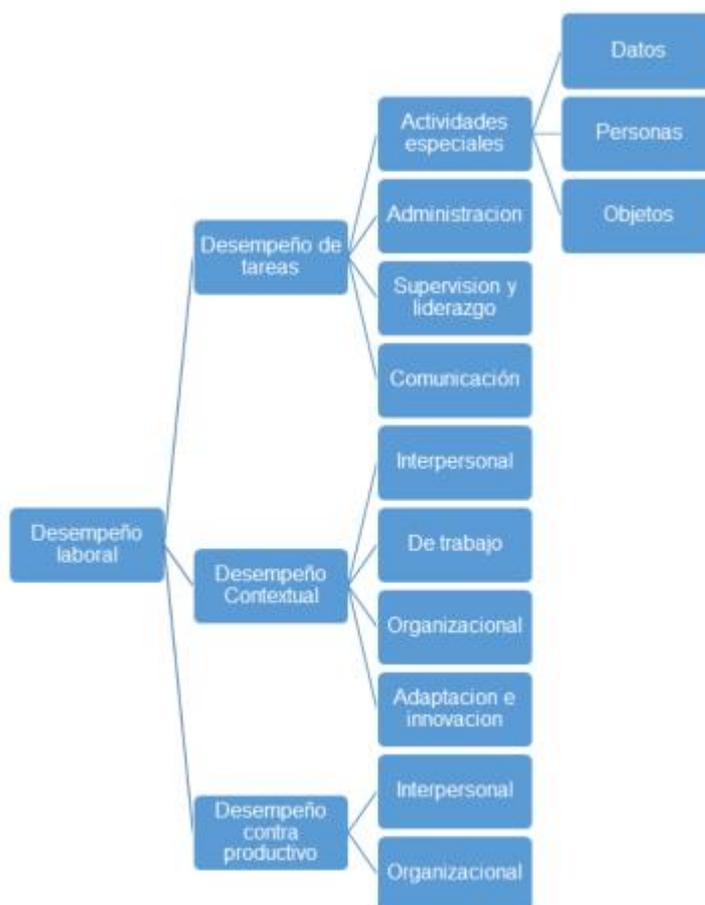 Datos
Actividades
especiales
Personas
Administracion
Objetos
Desempeño de
tareas
Supervision y
liderazgo
Comunicación
Interpersonal
Desempeño
laboral
De trabajo
Desempeño
Contextual
Organizacional
Adaptacion e
innovacion
Interpersonal
Desempeño
contra
productivo
Organizacional